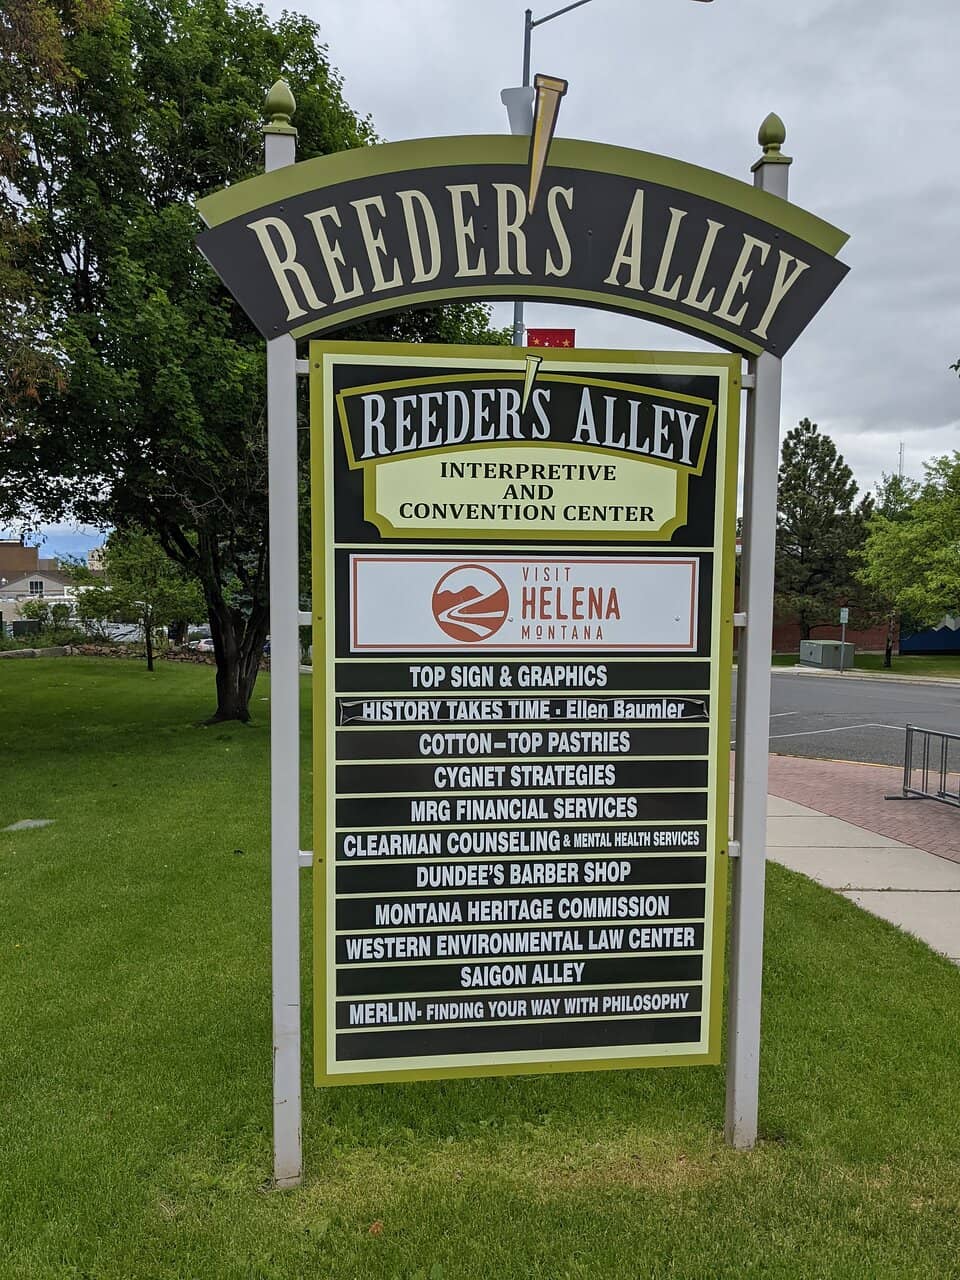 REEDER'S ALLEY
REEDER'S ALLEY
INTERPRETIVE
AND
CONVENTION CENTER
VISIT
HELENA
MONTANA
TOP SIGN & GRAPHICS
HISTORY TAKES TIME - Ellen Baumler
COTTON-TOP PASTRIES
CYGNET STRATEGIES
MRG FINANCIAL SERVICES
CLEARMAN COUNSELING & MENTAL HEALTH SERVICES
DUNDEE'S BARBER SHOP
MONTANA HERITAGE COMMISSION
WESTERN ENVIRONMENTAL LAW CENTER
SAIGON ALLEY
MERLIN- FINDING YOUR WAY WITH PHILOSOPHY